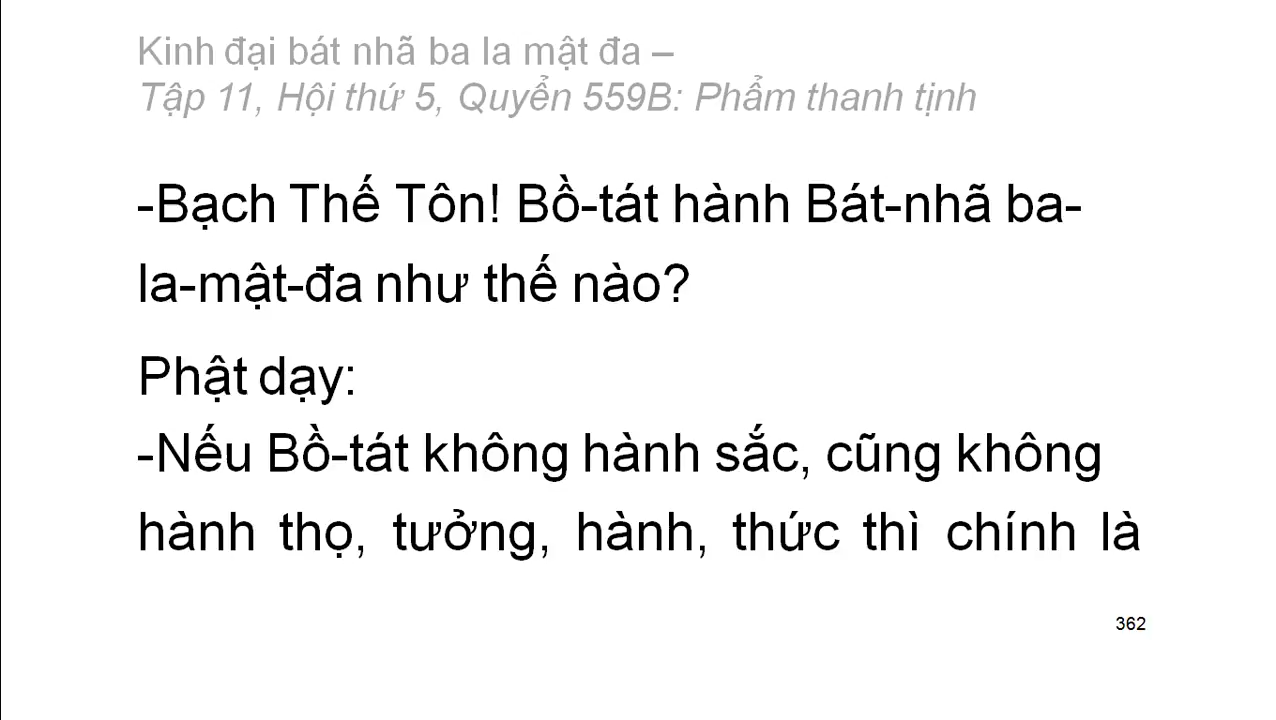 Kinh đại bát nhã ba la mật đa –
Tập 11, Hội thứ 5, Quyển 559B: Phẩm thanh tịnh
-Bạch Thế Tôn! Bồ-tát hành Bát-nhã ba-
la-mật-đa như thế nào?
Phật dạy:
-Nếu Bồ-tát không hành sắc, cũng không
hành thọ, tưởng, hành, thức thì chính là
362